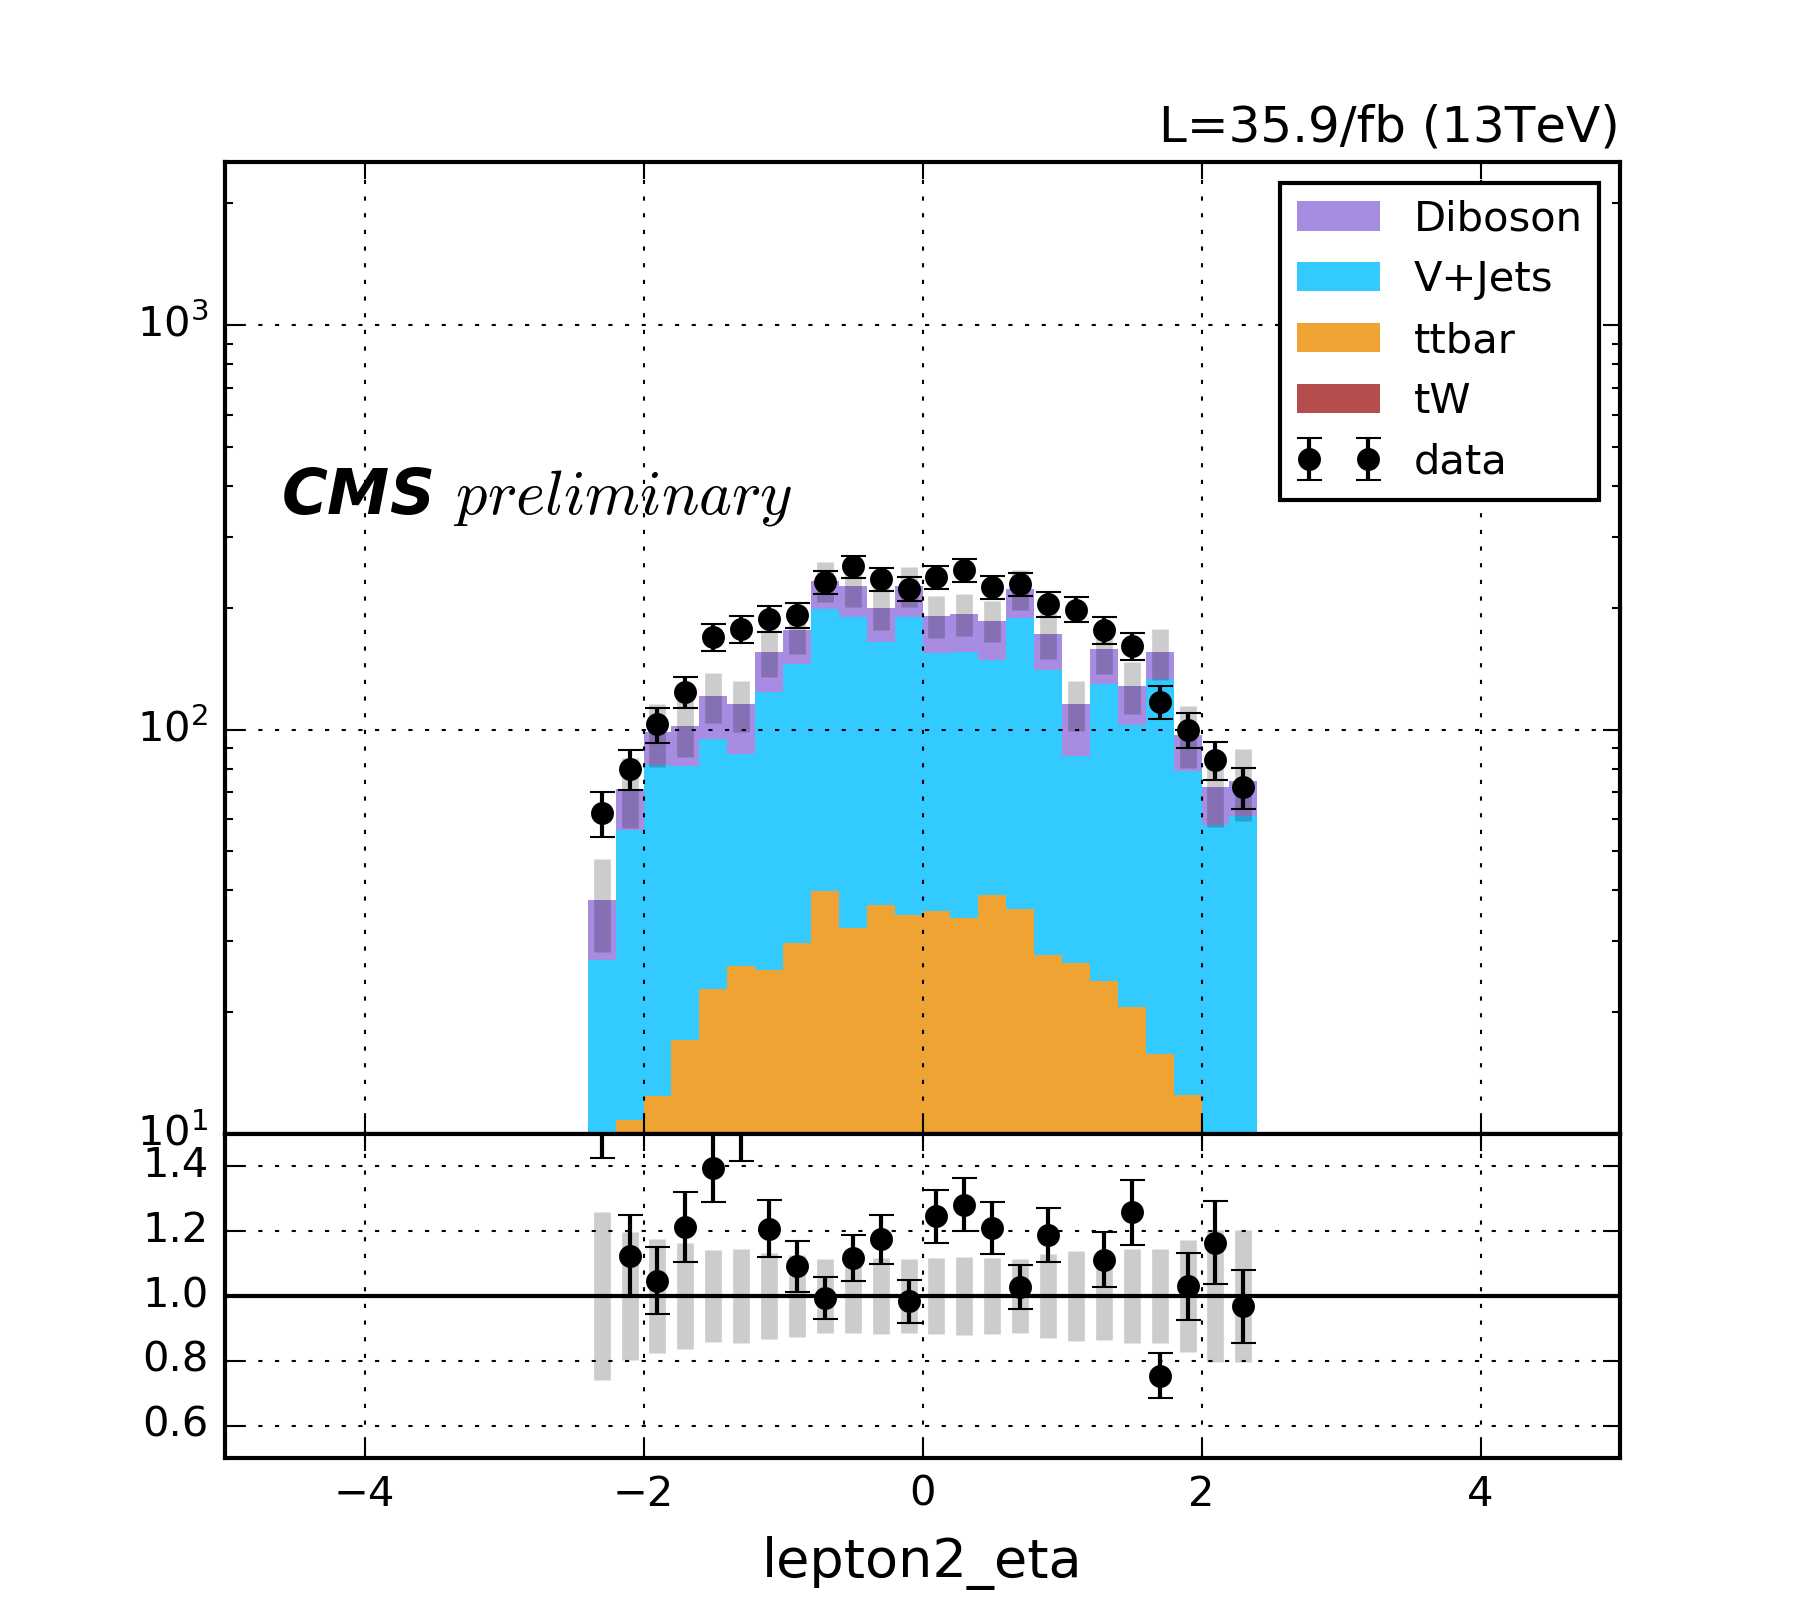 L=35.9/fb (13TeV)
Diboson
V+Jets
ttbar
tW
data
CMS preliminary
10³
10²
10¹
1.4
1.2
1.0
0.8
0.6
−4 −2 0 2 4
lepton2_eta